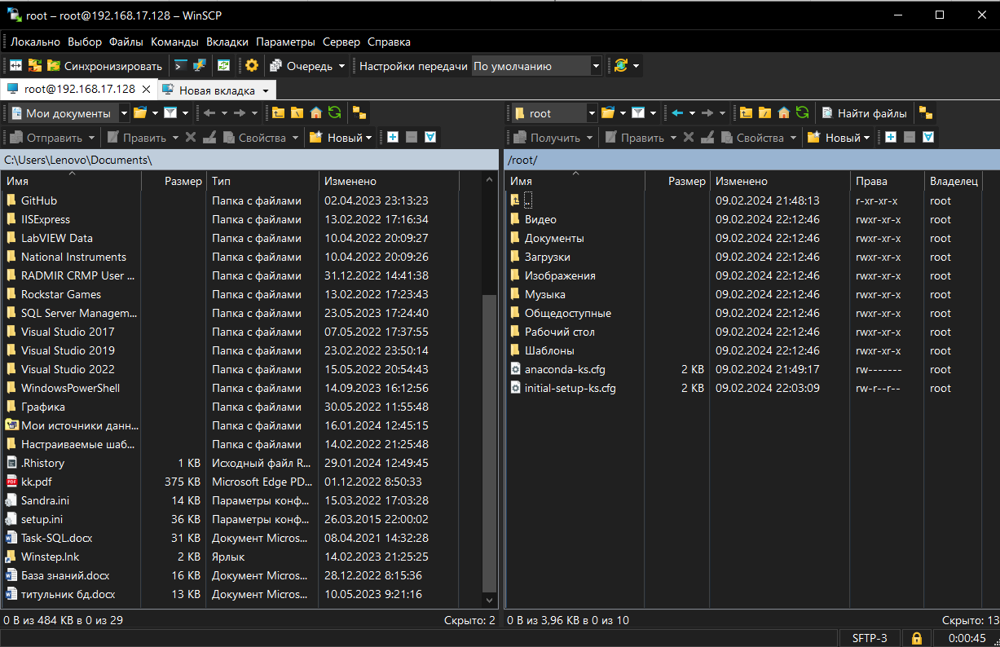 root – root@192.168.17.128 – WinSCP
Локально Выбор Файлы Команды Вкладки Параметры Сервер Справка
Синхронизировать Очередь Настройки передачи По умолчанию
root@192.168.17.128 Новая вкладка
Мои документы root Найти файлы
Отправить Править Свойства Новый Получить Править Свойства Новый
C:\Users\Lenovo\Documents\ /root/
Имя Размер Тип Изменено
GitHub Папка с файлами 02.04.2023 23:13:23
IISExpress Папка с файлами 13.02.2022 17:16:34
LabVIEW Data Папка с файлами 10.04.2022 20:09:27
National Instruments Папка с файлами 10.04.2022 20:09:26
RADMIR CRMP User ... Папка с файлами 31.12.2022 14:41:38
Rockstar Games Папка с файлами 13.02.2022 17:23:43
SQL Server Managem... Папка с файлами 23.05.2023 17:24:40
Visual Studio 2017 Папка с файлами 07.05.2022 17:37:55
Visual Studio 2019 Папка с файлами 23.02.2022 23:50:14
Visual Studio 2022 Папка с файлами 15.05.2022 20:54:43
WindowsPowerShell Папка с файлами 14.09.2023 16:12:56
Графика Папка с файлами 30.05.2022 11:55:48
Мои источники данн... Папка с файлами 16.01.2024 12:45:15
Настраиваемые шаб... Папка с файлами 14.02.2022 21:25:48
.Rhistory 1 KB Исходный файл R... 29.01.2024 12:49:45
kk.pdf 375 KB Microsoft Edge PD... 01.12.2022 8:50:33
Sandra.ini 14 KB Параметры конф... 15.03.2022 17:03:28
setup.ini 36 KB Параметры конф... 26.03.2015 22:00:02
Task-SQL.docx 31 KB Документ Micros... 08.04.2021 14:32:28
Winstep.lnk 2 KB Ярлык 14.02.2023 21:25:25
База знаний.docx 16 KB Документ Micros... 28.12.2022 8:15:36
титульник бд.docx 13 KB Документ Micros... 10.05.2023 9:21:16
Имя Размер Изменено Права Владелец
.. 09.02.2024 21:48:13 r-xr-xr-x root
Видео 09.02.2024 22:12:46 rwxr-xr-x root
Документы 09.02.2024 22:12:46 rwxr-xr-x root
Загрузки 09.02.2024 22:12:46 rwxr-xr-x root
Изображения 09.02.2024 22:12:46 rwxr-xr-x root
Музыка 09.02.2024 22:12:46 rwxr-xr-x root
Общедоступные 09.02.2024 22:12:46 rwxr-xr-x root
Рабочий стол 09.02.2024 22:12:46 rwxr-xr-x root
Шаблоны 09.02.2024 22:12:46 rwxr-xr-x root
anaconda-ks.cfg 2 KB 09.02.2024 21:49:17 rw------- root
initial-setup-ks.cfg 2 KB 09.02.2024 22:03:09 rw-r--r-- root
0 B из 484 KB в 0 из 29 Скрыто: 2 0 B из 3,96 KB в 0 из 10 Скрыто: 13
SFTP-3 0:00:45